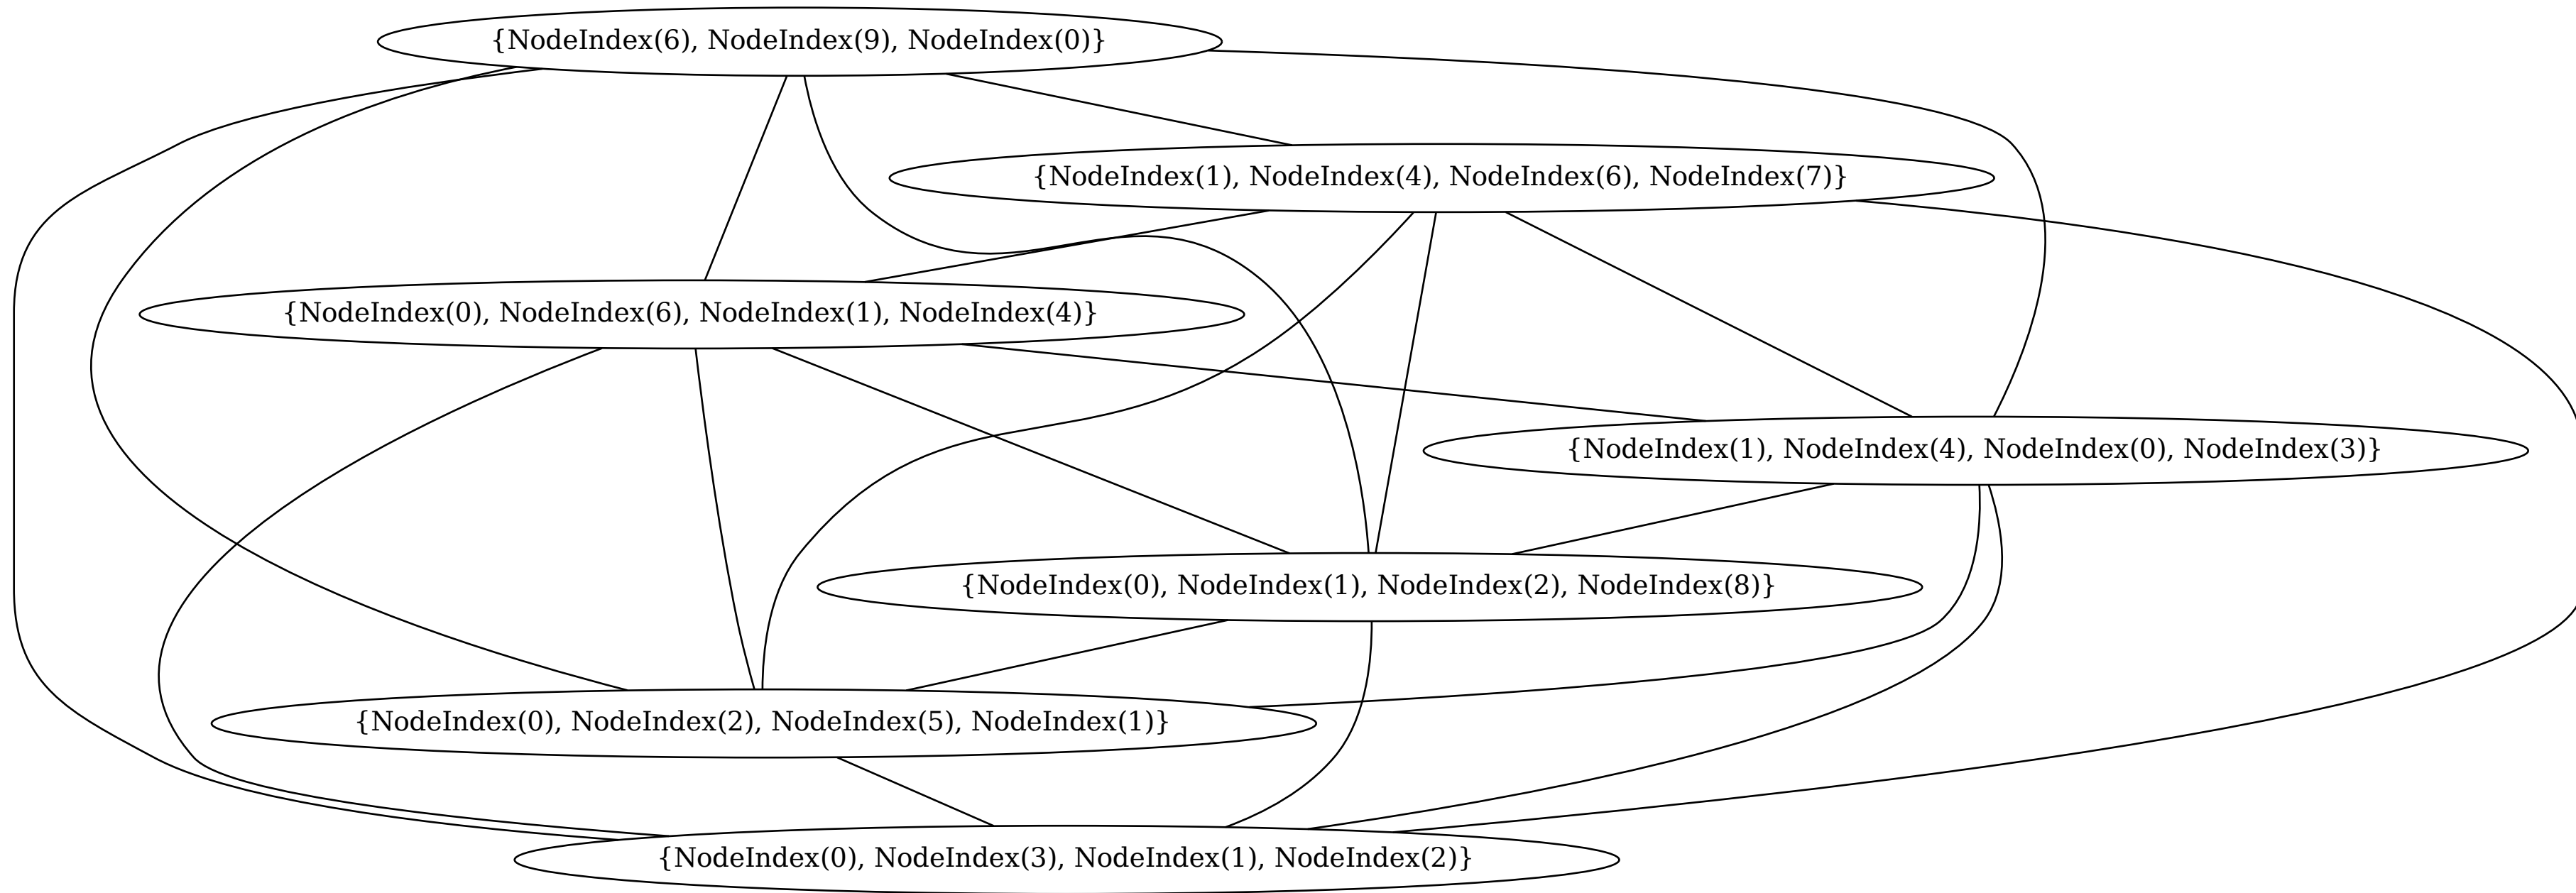 {NodeIndex(6), NodeIndex(9), NodeIndex(0)}
{NodeIndex(1), NodeIndex(4), NodeIndex(6), NodeIndex(7)}
{NodeIndex(0), NodeIndex(6), NodeIndex(1), NodeIndex(4)}
{NodeIndex(1), NodeIndex(4), NodeIndex(0), NodeIndex(3)}
{NodeIndex(0), NodeIndex(1), NodeIndex(2), NodeIndex(8)}
{NodeIndex(0), NodeIndex(2), NodeIndex(5), NodeIndex(1)}
{NodeIndex(0), NodeIndex(3), NodeIndex(1), NodeIndex(2)}